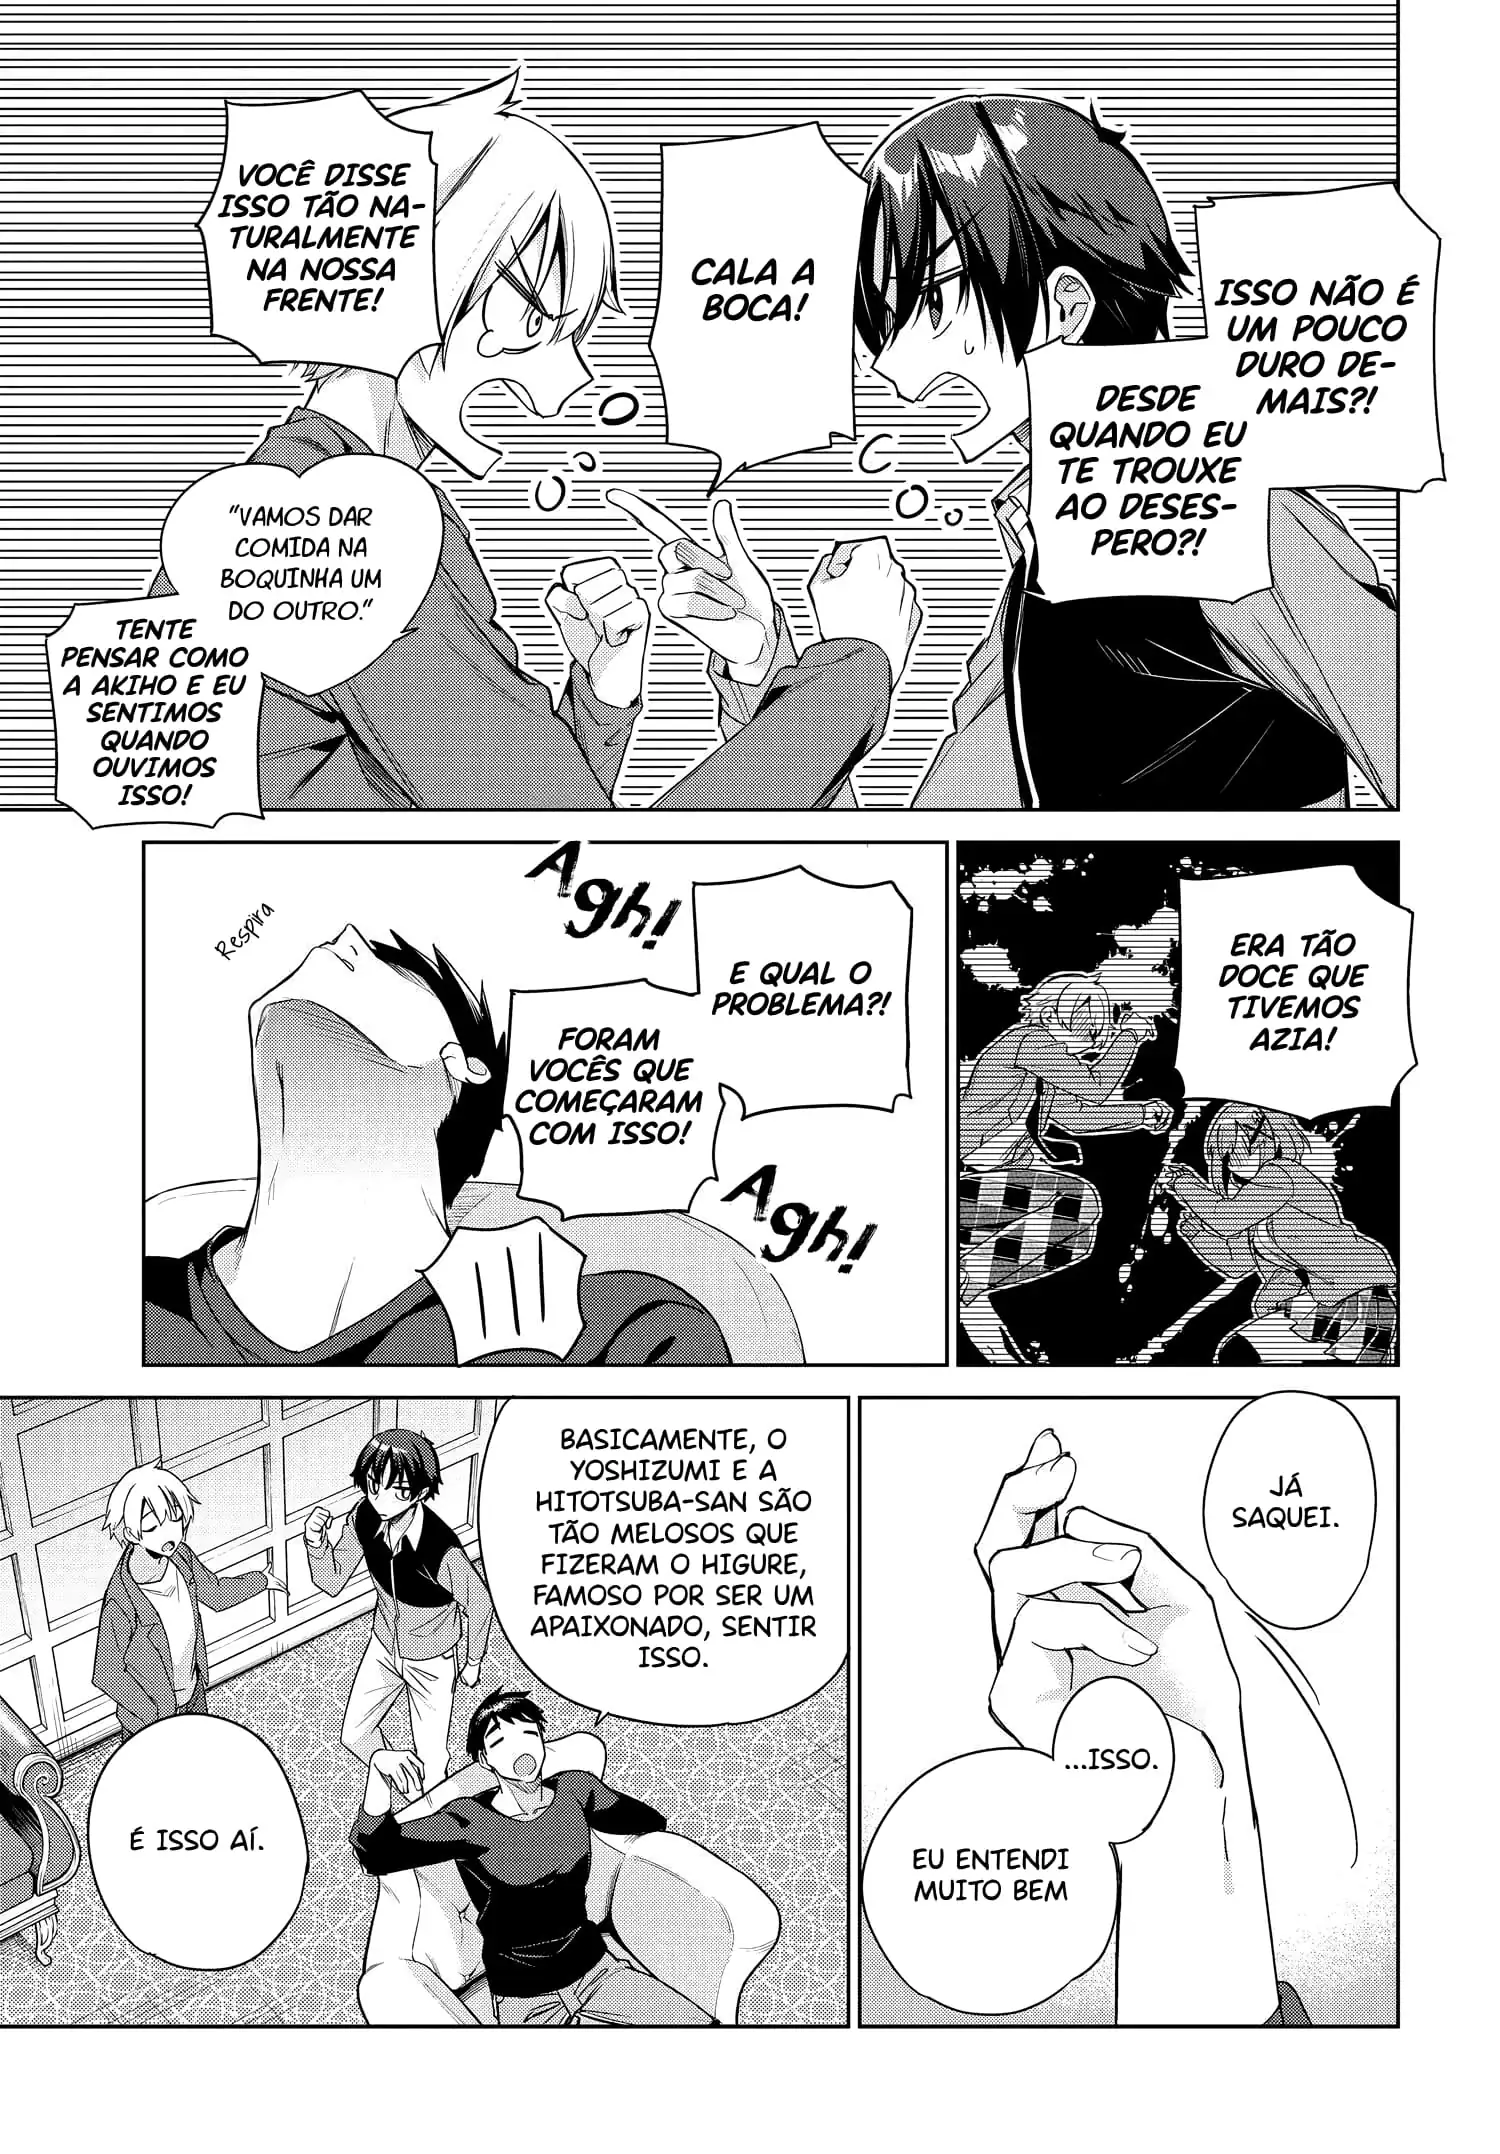 ISSO NÃO É
UM POUCO
DURO DE-
MAIS?!
DESDE
QUANDO EU
TE TROUXE
AO DESES-
PERO?!
CALA A
BOCA!
VOCÊ DISSE
ISSO TÃO NA-
TURALMENTE
NA NOSSA
FRENTE!
"VAMOS DAR
COMIDA NA
BOQUINHA UM
DO OUTRO."
TENTE
PENSAR COMO
A AKIHO E EU
SENTIMOS
QUANDO
OUVIMOS
ISSO!
ERA TÃO
DOCE QUE
TIVEMOS
AZIA!
E QUAL O
PROBLEMA?!
FORAM
VOCÊS QUE
COMEÇARAM
COM ISSO!
Agh!
Agh!
Respira
JÁ
SAQUEI.
...ISSO.
EU ENTENDI
MUITO BEM
BASICAMENTE, O
YOSHIZUMI E A
HITOTSUBA-SAN SÃO
TÃO MELOSOS QUE
FIZERAM O HIGURE,
FAMOSO POR SER UM
APAIXONADO, SENTIR
ISSO.
É ISSO AÍ.